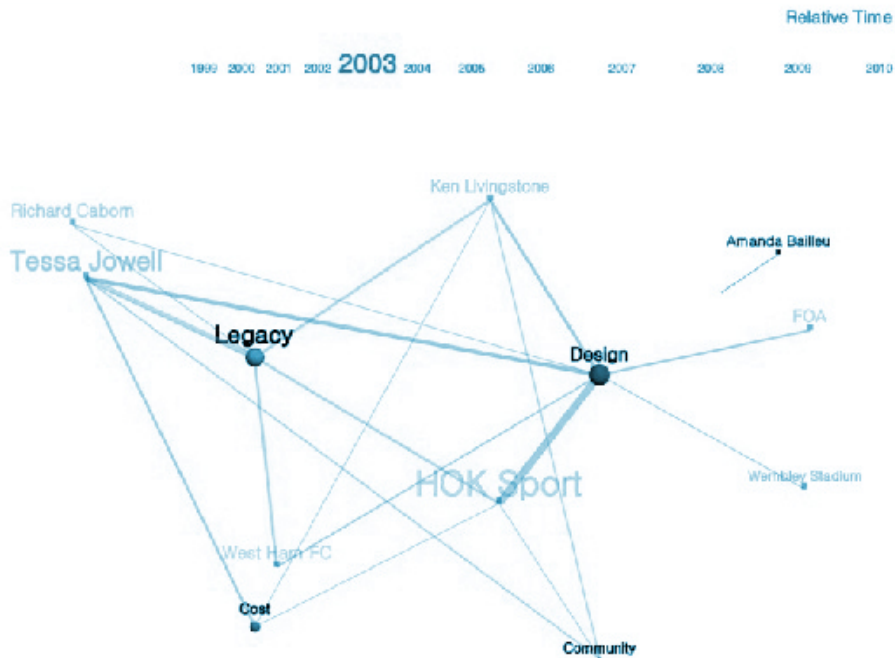 Relative Time
1999 2000 2001 2002 2003 2004 2005 2006 2007 2008 2009 2010
Ken Livingstone
Richard Caborn
Amanda Bailieu
Tessa Jowell
FOA
Legacy
Design
Wembley Stadium
HOK Sport
West Ham FC
Cost
Community